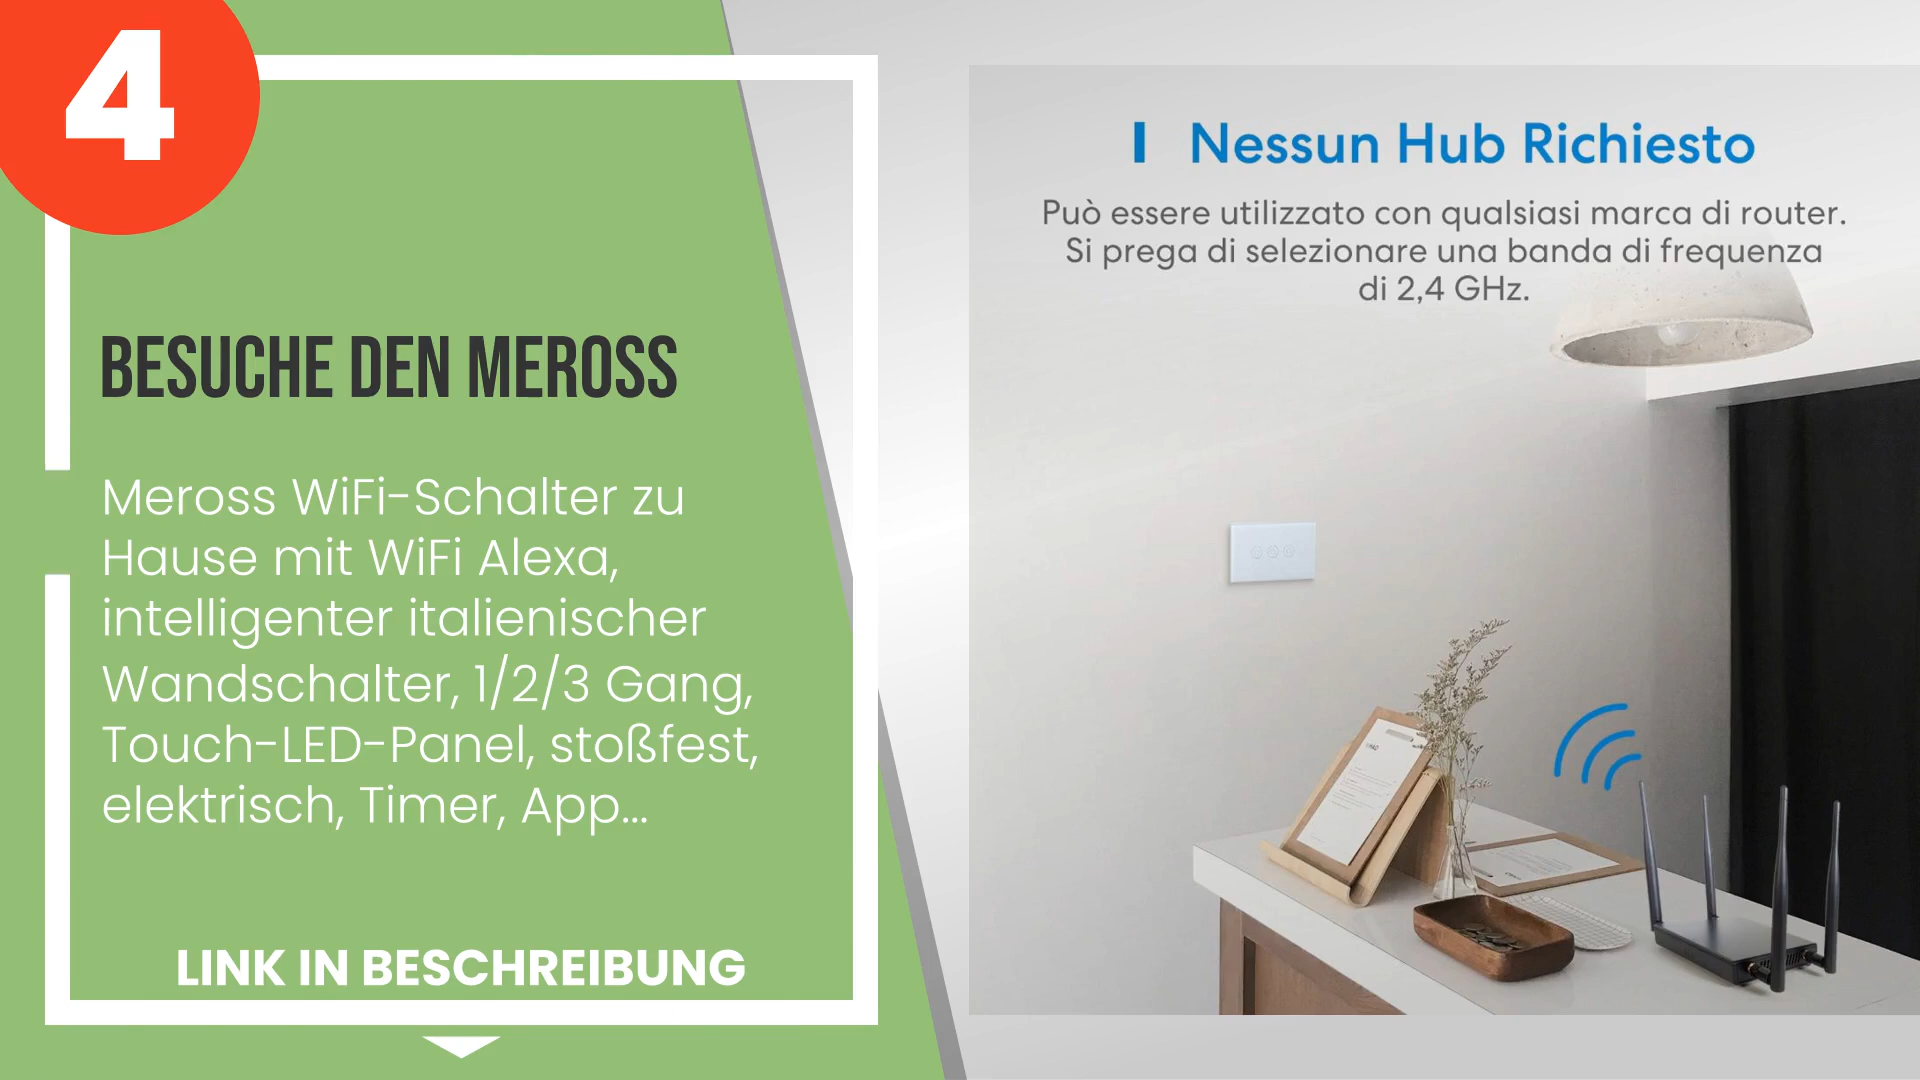 4
BESUCHE DEN MEROSS
Meross WiFi-Schalter zu
Hause mit WiFi Alexa,
intelligenter italienischer
Wandschalter, 1/2/3 Gang,
Touch-LED-Panel, stoßfest,
elektrisch, Timer, App...
LINK IN BESCHREIBUNG
Nessun Hub Richiesto
Può essere utilizzato con qualsiasi marca di router.
Si prega di selezionare una banda di frequenza
di 2,4 GHz.